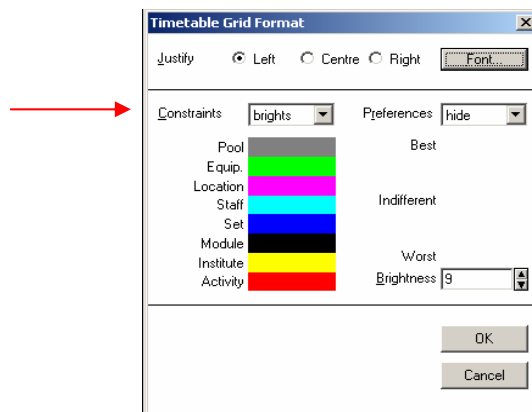 Timetable Grid Format
Justify Left Centre Right Font...
Constraints brights Preferences hide
Pool Best
Equip.
Location
Staff Indifferent
Set
Module
Institute Worst
Activity Brightness 9
OK
Cancel